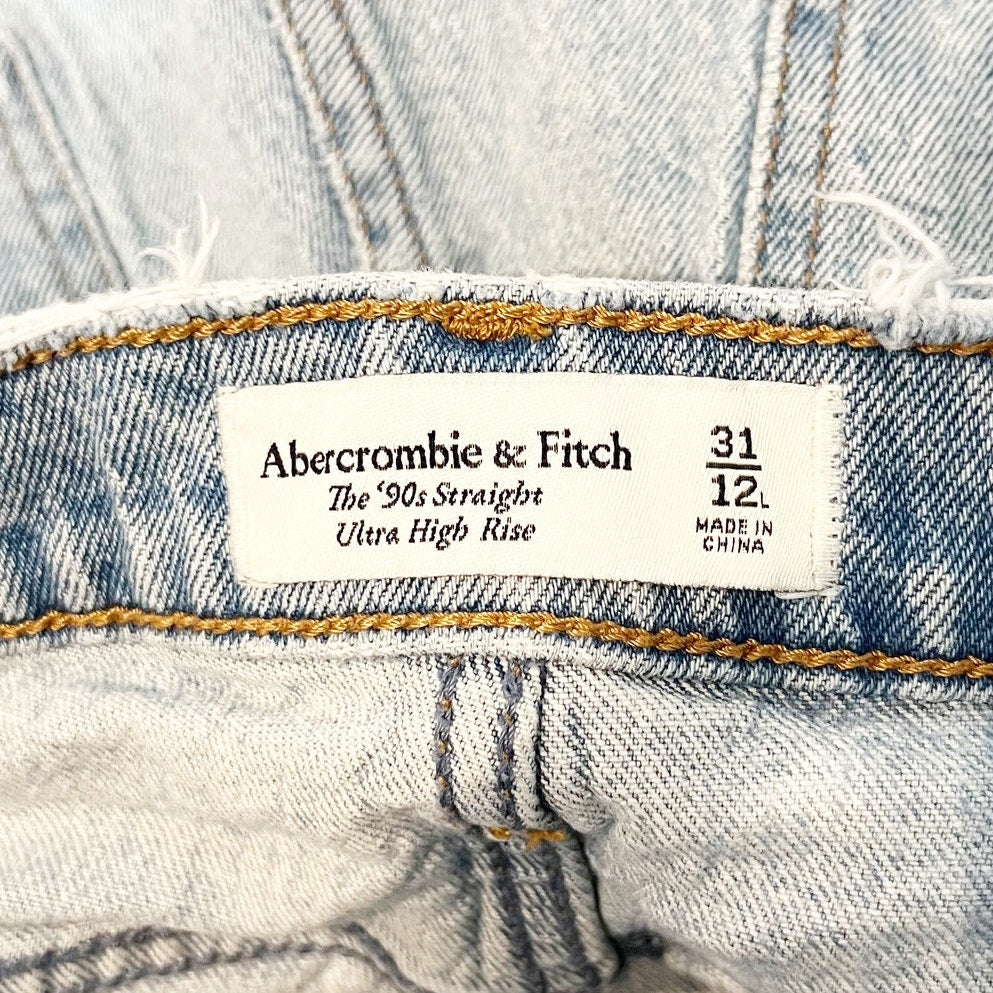 Abercrombie & Fitch
The ‘90s Straight
Ultra High Rise
31
12L
MADE IN
CHINA